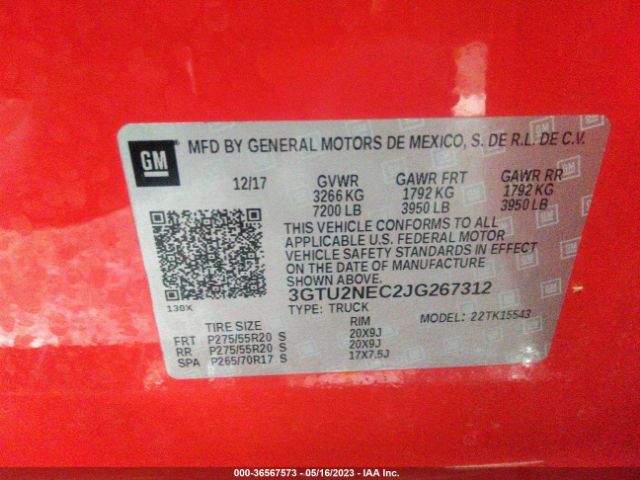 GM
MFD BY GENERAL MOTORS DE MEXICO, S. DE R.L. DE C.V.
12/17 GVWR GAWR FRT GAWR RR
3266 KG 1792 KG 1792 KG
7200 LB 3950 LB 3950 LB
THIS VEHICLE CONFORMS TO ALL
APPLICABLE U.S. FEDERAL MOTOR
VEHICLE SAFETY STANDARDS IN EFFECT
ON THE DATE OF MANUFACTURE
SHOWN ABOVE.
130X 3GTU2NEC2JG267312
TYPE: TRUCK MODEL: 22TK15543
TIRE SIZE RIM
FRT P275/55R20 S 20X9J
RR P275/55R20 S 20X9J
SPA P265/70R17 S 17X7.5J
000-36567573 - 05/16/2023 - IAA Inc.